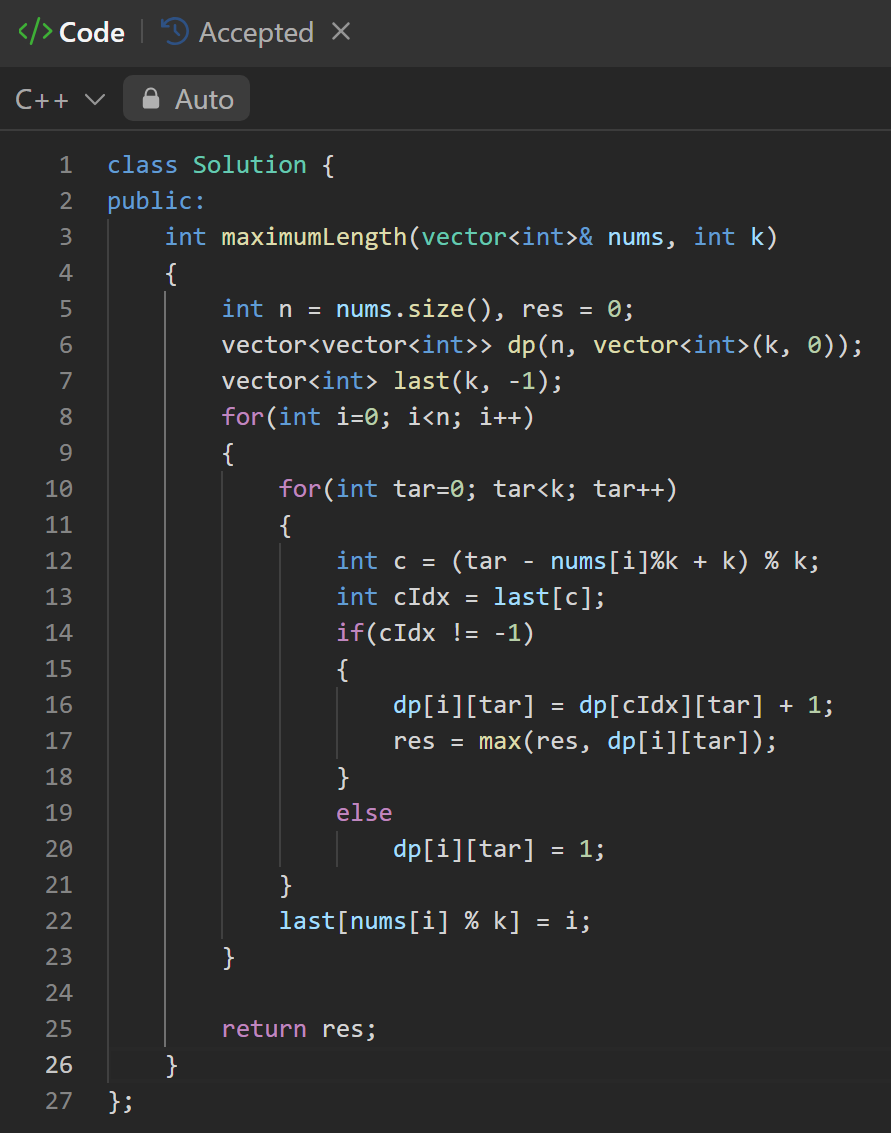 </> Code | Accepted ×
C++ Auto
1 class Solution {
2 public:
3     int maximumLength(vector<int>& nums, int k)
4     {
5         int n = nums.size(), res = 0;
6         vector<vector<int>> dp(n, vector<int>(k, 0));
7         vector<int> last(k, -1);
8         for(int i=0; i<n; i++)
9         {
10             for(int tar=0; tar<k; tar++)
11             {
12                 int c = (tar - nums[i]%k + k) % k;
13                 int cIdx = last[c];
14                 if(cIdx != -1)
15                 {
16                     dp[i][tar] = dp[cIdx][tar] + 1;
17                     res = max(res, dp[i][tar]);
18                 }
19                 else
20                     dp[i][tar] = 1;
21             }
22             last[nums[i] % k] = i;
23         }
24
25         return res;
26     }
27 };